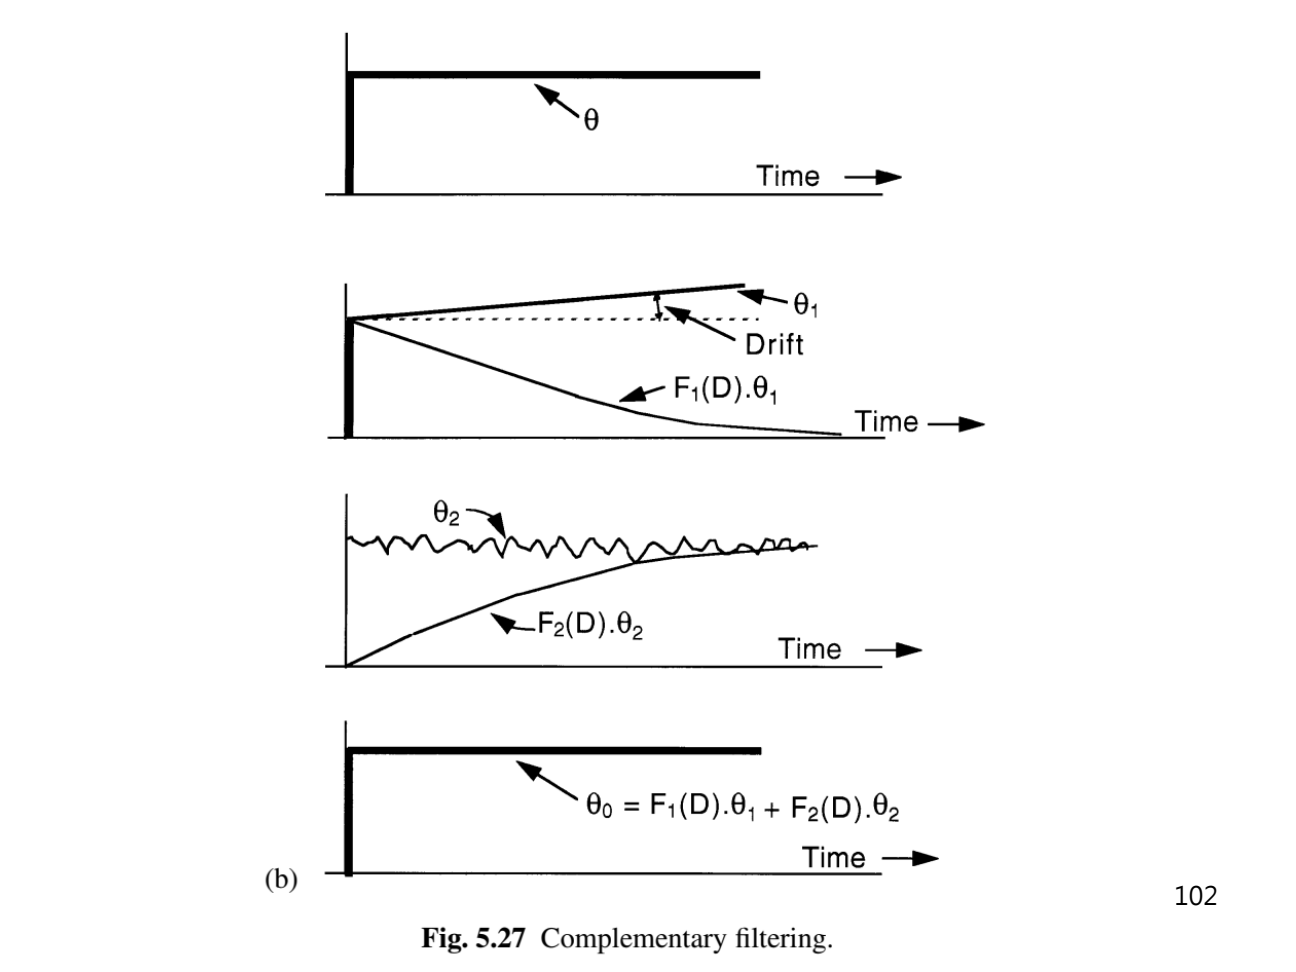 θ
Time
θ₁
Drift
F₁(D).θ₁
Time
θ₂
F₂(D).θ₂
Time
θ₀ = F₁(D).θ₁ + F₂(D).θ₂
Time
(b)
102
Fig. 5.27 Complementary filtering.